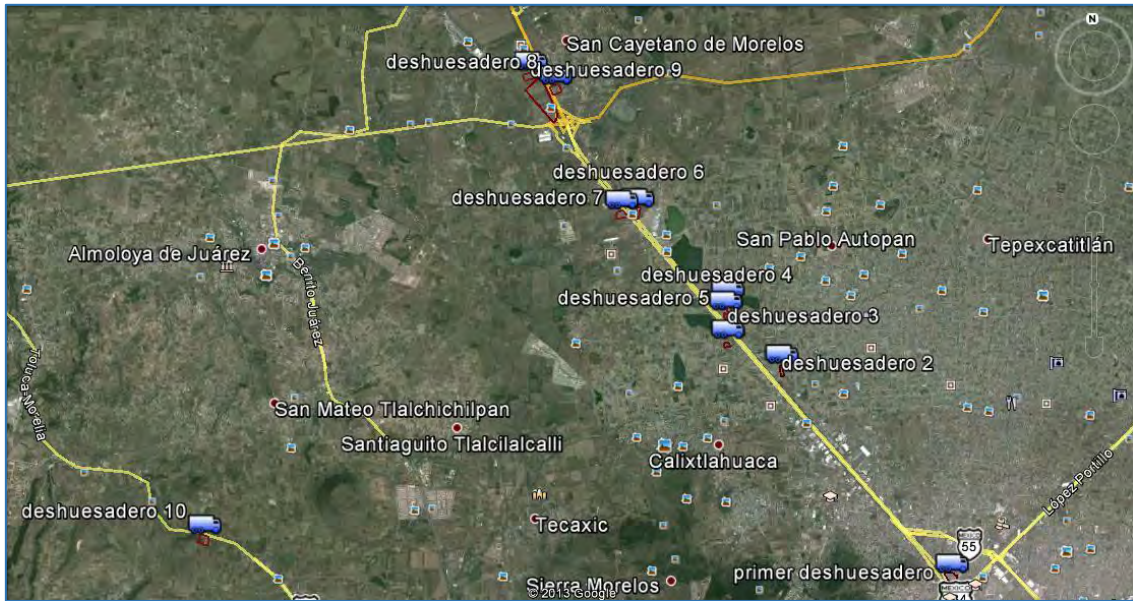 N
San Cayetano de Morelos
deshuesadero 8
deshuesadero 9
deshuesadero 6
deshuesadero 7
San Pablo Autopan
Tepexcatitlán
Almoloya de Juárez
Benito Juárez
deshuesadero 4
deshuesadero 5
deshuesadero 3
deshuesadero 2
Toluca-Morelia
San Mateo Tlalchichilpan
Santiaguito Tlalcilalcalli
Calixtlahuaca
López Portillo
deshuesadero 10
Tecaxic
MEXICO
55
primer deshuesadero
Sierra Morelos
© 2013 Google
MEXICO